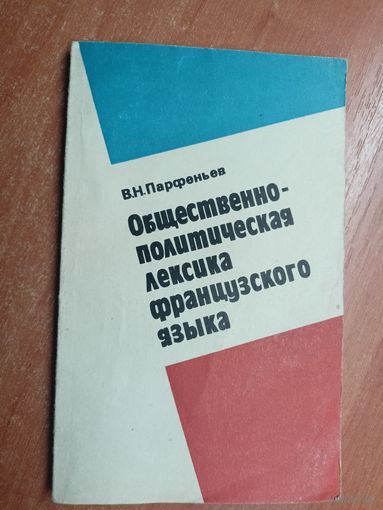 В.Н. Парфеньев
Общественно-
политическая
лексика
французского
языка